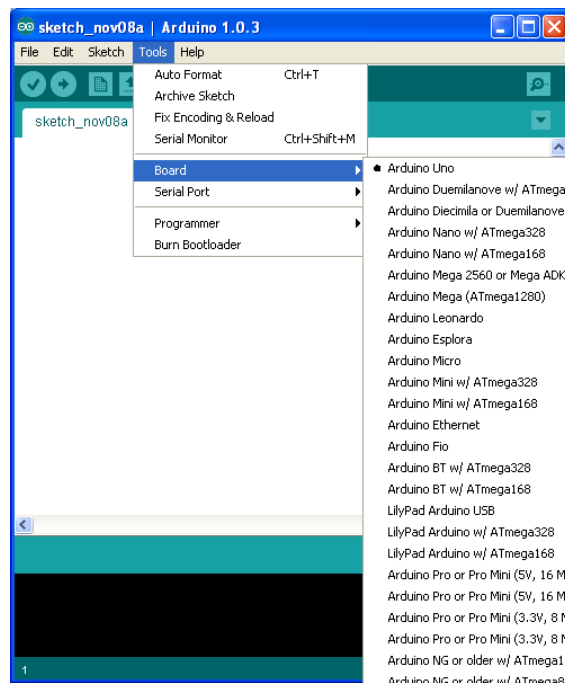 sketch_nov08a | Arduino 1.0.3
File Edit Sketch Tools Help
sketch_nov08a
Auto Format Ctrl+T
Archive Sketch
Fix Encoding & Reload
Serial Monitor Ctrl+Shift+M
Board
Serial Port
Programmer
Burn Bootloader
Arduino Uno
Arduino Duemilanove w/ ATmega
Arduino Diecimila or Duemilanove
Arduino Nano w/ ATmega328
Arduino Nano w/ ATmega168
Arduino Mega 2560 or Mega ADK
Arduino Mega (ATmega1280)
Arduino Leonardo
Arduino Esplora
Arduino Micro
Arduino Mini w/ ATmega328
Arduino Mini w/ ATmega168
Arduino Ethernet
Arduino Fio
Arduino BT w/ ATmega328
Arduino BT w/ ATmega168
LilyPad Arduino USB
LilyPad Arduino w/ ATmega328
LilyPad Arduino w/ ATmega168
Arduino Pro or Pro Mini (5V, 16 M
Arduino Pro or Pro Mini (5V, 16 M
Arduino Pro or Pro Mini (3.3V, 8 M
Arduino Pro or Pro Mini (3.3V, 8 M
Arduino NG or older w/ ATmega1
Arduino NG or older w/ ATmega8
1